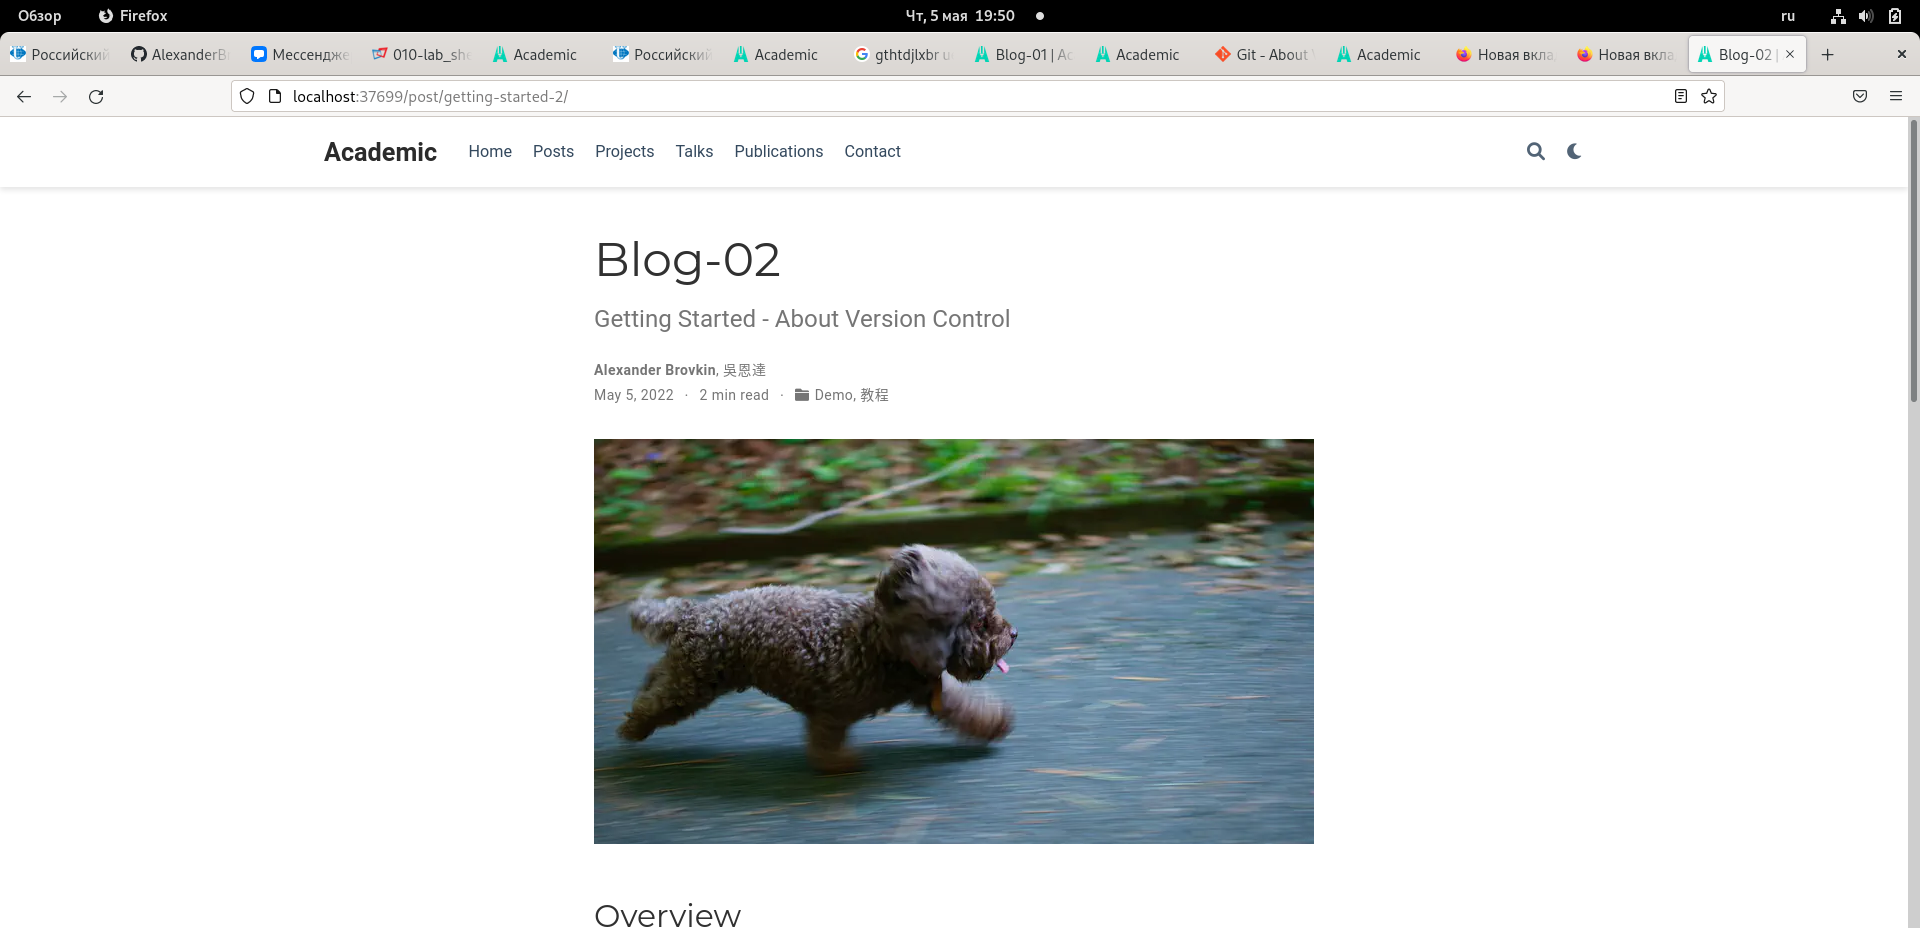 Обзор Firefox Чт, 5 мая 19:50 ru
Российский AlexanderB Мессендже 010-lab_she Academic Российский Academic gthtdjlxbr u Blog-01 | Ac Academic Git - About Academic Новая вкла Новая вкла Blog-02 |
localhost:37699/post/getting-started-2/
Academic Home Posts Projects Talks Publications Contact
Blog-02
Getting Started - About Version Control
Alexander Brovkin, 吳恩達
May 5, 2022 · 2 min read · Demo, 教程
Overview